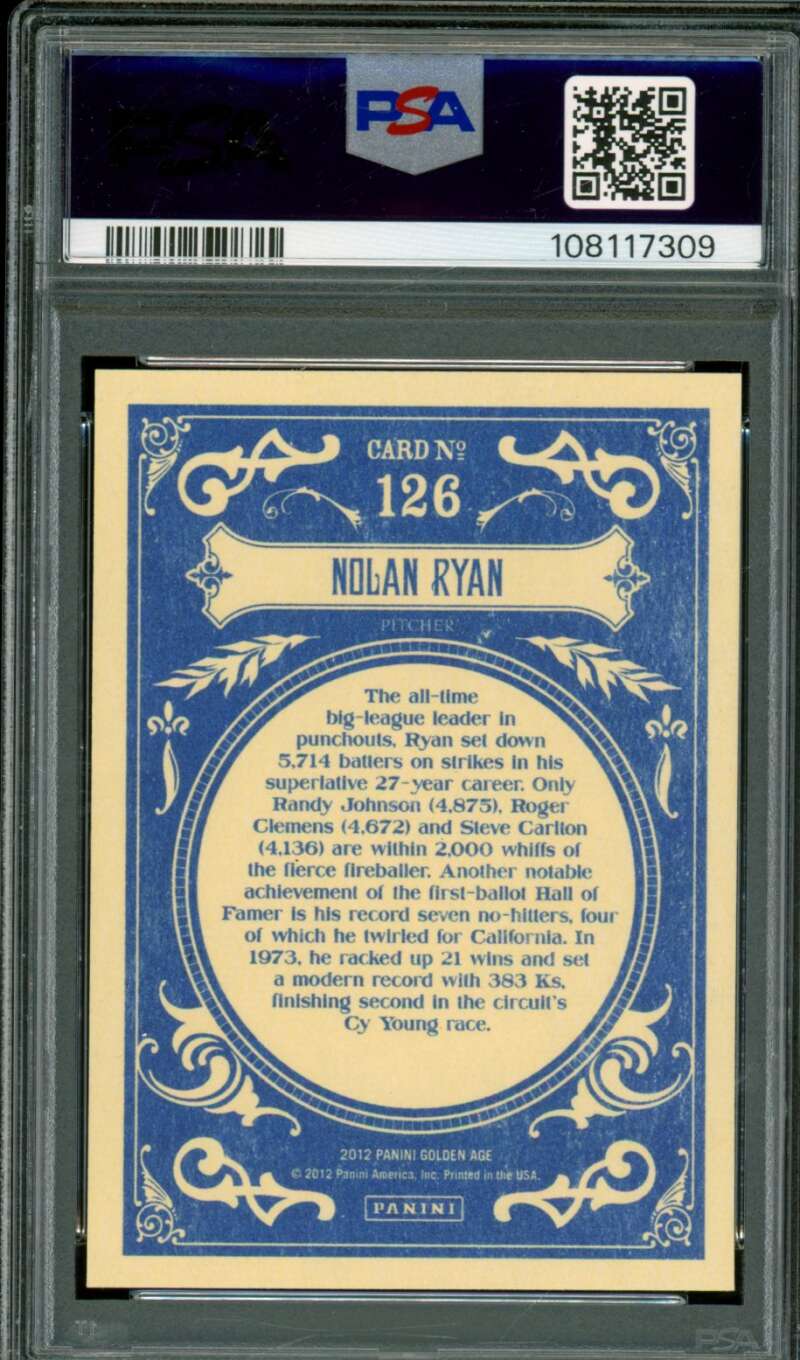 PSA
108117309
CARD Nº
126
NOLAN RYAN
PITCHER
The all-time
big-league leader in
punchouts, Ryan set down
5,714 batters on strikes in his
superlative 27-year career. Only
Randy Johnson (4,875), Roger
Clemens (4,672) and Steve Carlton
(4,136) are within 2,000 whiffs of
the fierce fireballer. Another notable
achievement of the first-ballot Hall of
Famer is his record seven no-hitters, four
of which he twirled for California. In
1973, he racked up 21 wins and set
a modern record with 383 Ks,
finishing second in the circuit's
Cy Young race.
2012 PANINI GOLDEN AGE
© 2012 Panini America, Inc. Printed in the USA.
PANINI
PSA